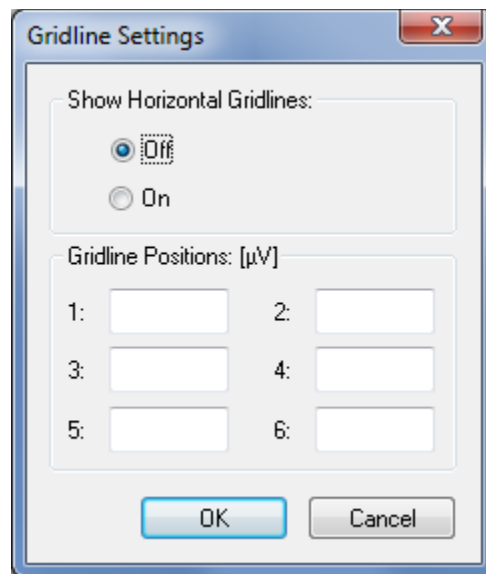 Gridline Settings
Show Horizontal Gridlines:
Off
On
Gridline Positions: [µV]
1: 2:
3: 4:
5: 6:
OK Cancel